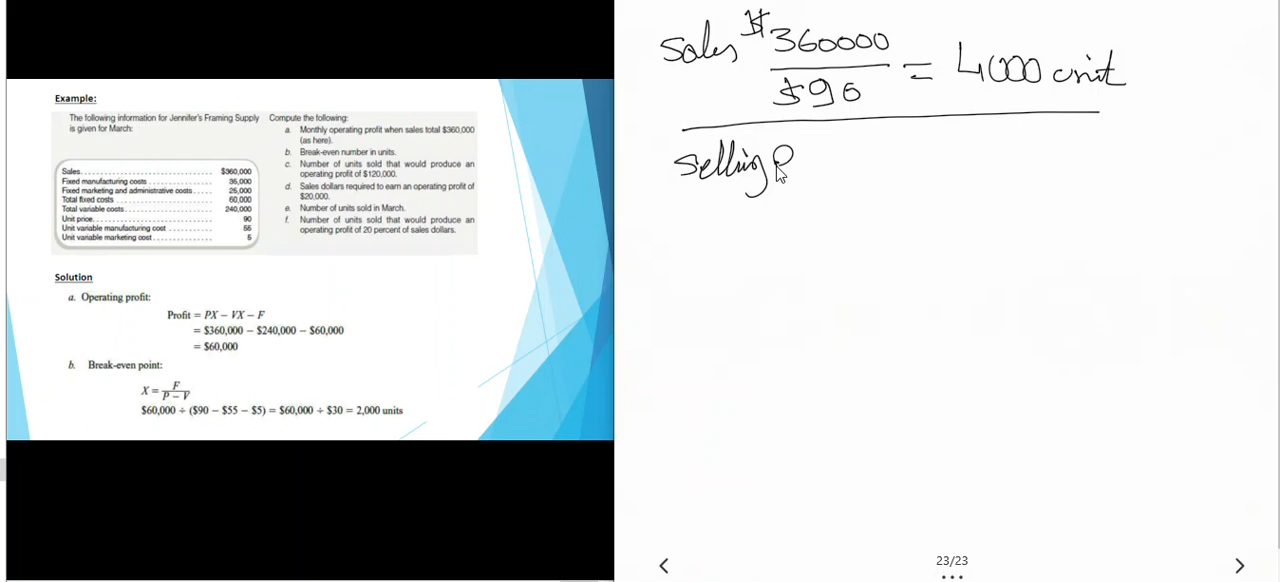 Example:
The following information for Jennifer's Framing Supply
is given for March:
Sales $360,000
Fixed manufacturing costs 35,000
Fixed marketing and administrative costs 25,000
Total fixed costs 60,000
Total variable costs 240,000
Unit price 90
Unit variable manufacturing cost 55
Unit variable marketing cost 5
Compute the following:
a. Monthly operating profit when sales total $360,000
(as here).
b. Break-even number in units.
c. Number of units sold that would produce an
operating profit of $120,000.
d. Sales dollars required to earn an operating profit of
$20,000.
e. Number of units sold in March.
f. Number of units sold that would produce an
operating profit of 20 percent of sales dollars.
Solution
a. Operating profit:
Profit = PX − VX − F
= $360,000 − $240,000 − $60,000
= $60,000
b. Break-even point:
X = F
P − V
$60,000 ÷ ($90 − $55 − $5) = $60,000 ÷ $30 = 2,000 units
Sales $360000
$90 = 4000 unit
Selling P
23/23